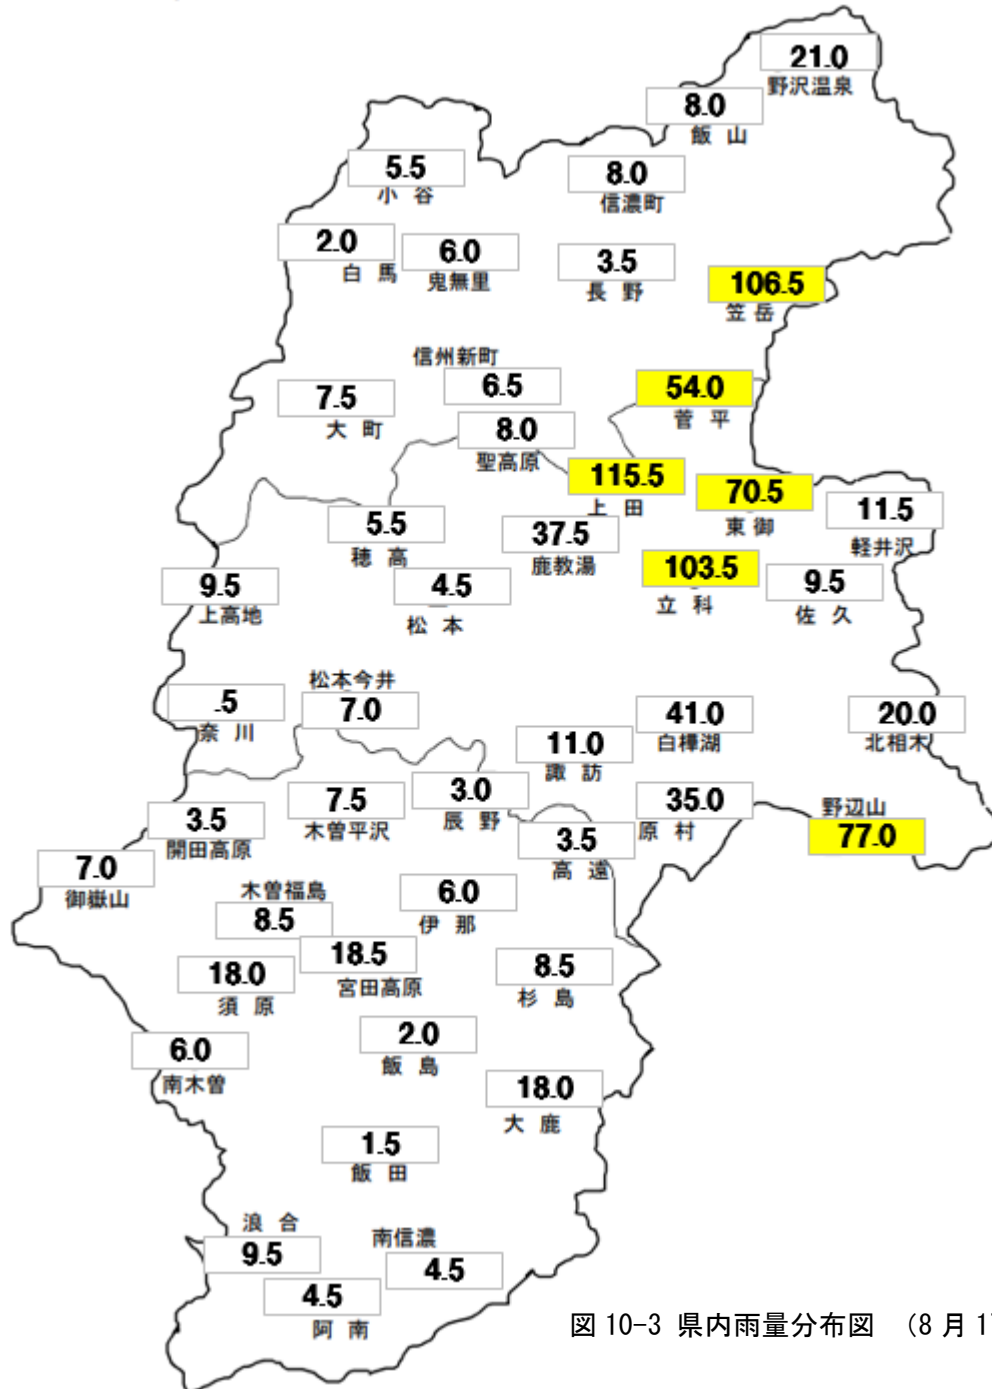 21.0
野沢温泉
8.0
飯 山
5.5
小 谷
8.0
信濃町
2.0
白 馬
6.0
鬼無里
3.5
長 野
106.5
笠岳
信州新町
6.5
7.5
大 町
54.0
菅 平
8.0
聖高原
115.5
上 田
70.5
東御
11.5
軽井沢
5.5
穂 高
37.5
鹿教湯
103.5
立 科
9.5
佐 久
9.5
上高地
4.5
松 本
.5
奈 川
松本今井
7.0
41.0
白樺湖
20.0
北相木
11.0
諏 訪
3.5
開田高原
7.5
木曽平沢
3.0
辰 野
3.5
高 遠
35.0
原 村
野辺山
77.0
7.0
御嶽山
木曽福島
8.5
6.0
伊 那
18.0
須 原
18.5
宮田高原
8.5
杉 島
6.0
南木曽
2.0
飯 島
18.0
大 鹿
1.5
飯 田
浪 合
9.5
南信濃
4.5
4.5
阿 南
図 10-3 県内雨量分布図 (8 月 1